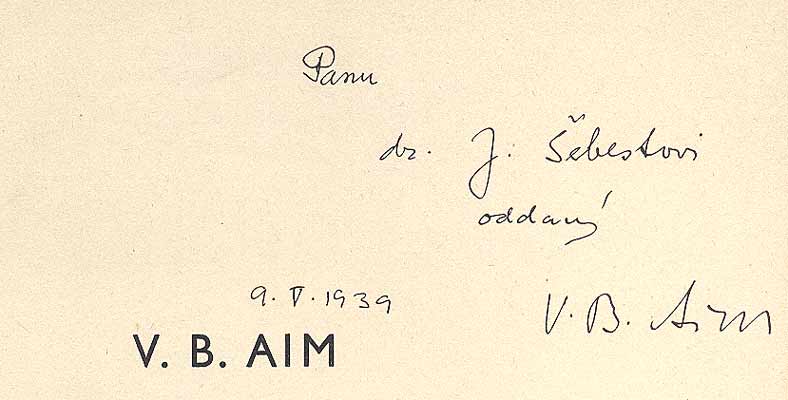 Panu
dr. J. Šebestovi
oddaný
9. V. 1939
V. B. Aim
V. B. AIM